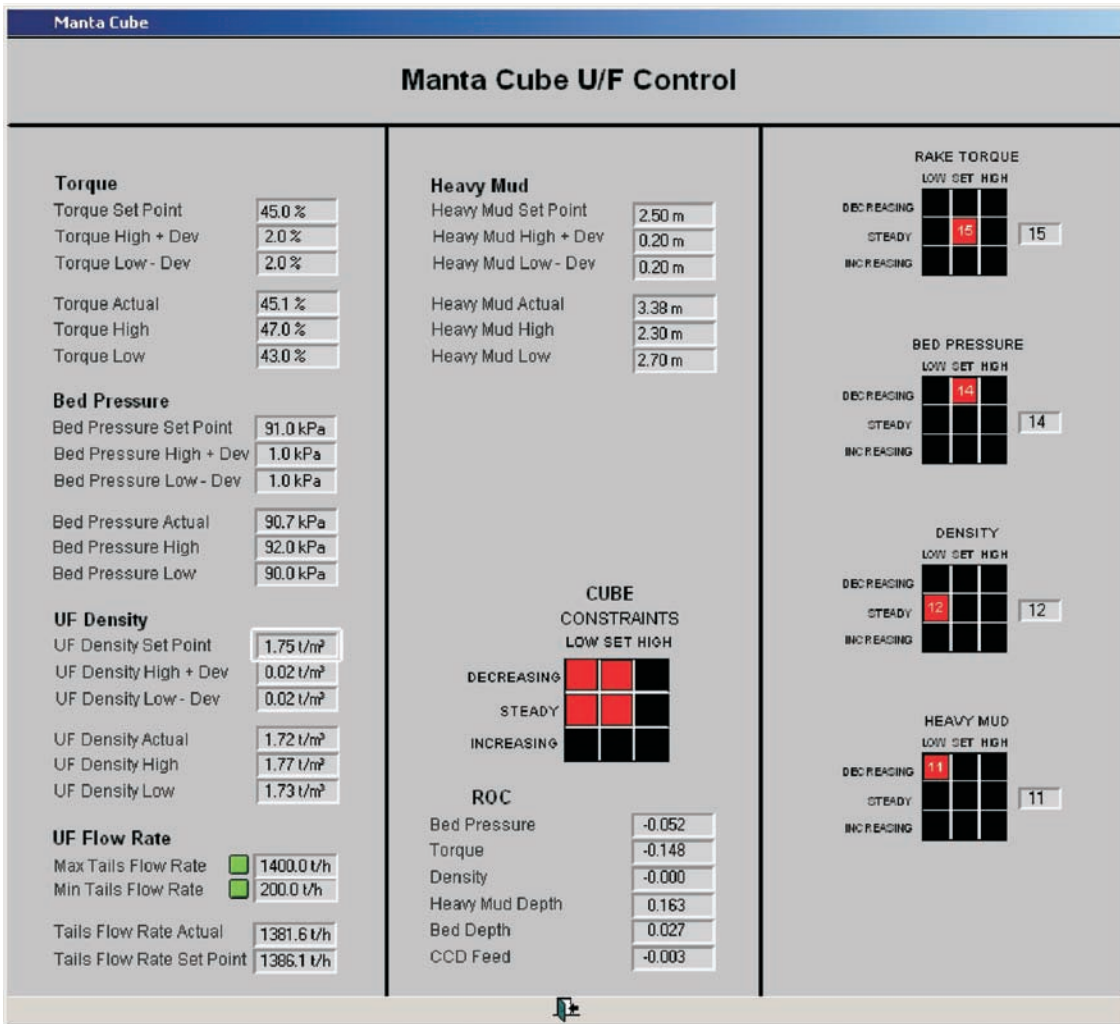 Manta Cube
Manta Cube U/F Control
Torque
Torque Set Point 45.0 %
Torque High + Dev 2.0 %
Torque Low - Dev 2.0 %
Torque Actual 45.1 %
Torque High 47.0 %
Torque Low 43.0 %
Bed Pressure
Bed Pressure Set Point 91.0 kPa
Bed Pressure High + Dev 1.0 kPa
Bed Pressure Low - Dev 1.0 kPa
Bed Pressure Actual 90.7 kPa
Bed Pressure High 92.0 kPa
Bed Pressure Low 90.0 kPa
UF Density
UF Density Set Point 1.75 t/m³
UF Density High + Dev 0.02 t/m³
UF Density Low - Dev 0.02 t/m³
UF Density Actual 1.72 t/m³
UF Density High 1.77 t/m³
UF Density Low 1.73 t/m³
UF Flow Rate
Max Tails Flow Rate 1400.0 t/h
Min Tails Flow Rate 200.0 t/h
Tails Flow Rate Actual 1381.6 t/h
Tails Flow Rate Set Point 1386.1 t/h
Heavy Mud
Heavy Mud Set Point 2.50 m
Heavy Mud High + Dev 0.20 m
Heavy Mud Low - Dev 0.20 m
Heavy Mud Actual 3.38 m
Heavy Mud High 2.30 m
Heavy Mud Low 2.70 m
CUBE
CONSTRAINTS
LOW SET HIGH
DECREASING
STEADY
INCREASING
ROC
Bed Pressure -0.052
Torque -0.148
Density -0.000
Heavy Mud Depth 0.163
Bed Depth 0.027
CCD Feed -0.003
RAKE TORQUE
LOW SET HIGH
DECREASING
STEADY 15 15
INCREASING
BED PRESSURE
LOW SET HIGH
DECREASING 14
STEADY 14
INCREASING
DENSITY
LOW SET HIGH
DECREASING
STEADY 12 12
INCREASING
HEAVY MUD
LOW SET HIGH
DECREASING 11
STEADY 11
INCREASING